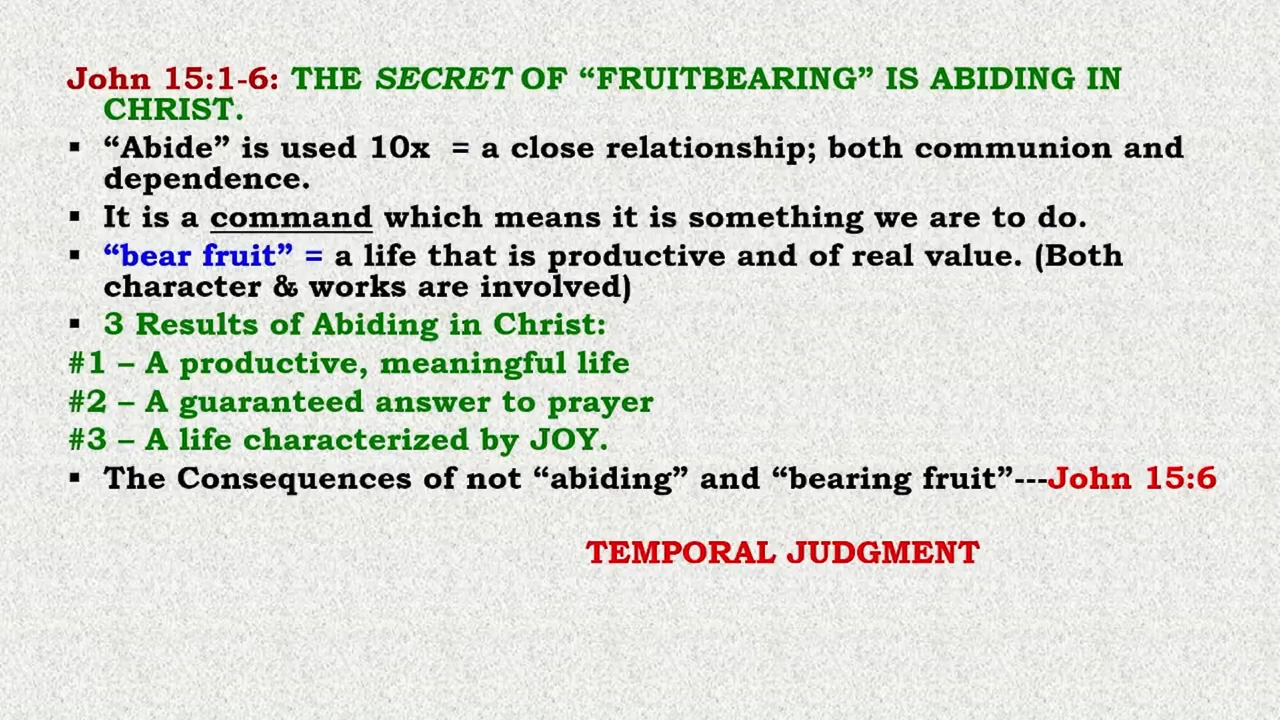 John 15:1-6: THE SECRET OF “FRUITBEARING” IS ABIDING IN
CHRIST.
▪ “Abide” is used 10x = a close relationship; both communion and
dependence.
▪ It is a command which means it is something we are to do.
▪ “bear fruit” = a life that is productive and of real value. (Both
character & works are involved)
▪ 3 Results of Abiding in Christ:
#1 – A productive, meaningful life
#2 – A guaranteed answer to prayer
#3 – A life characterized by JOY.
▪ The Consequences of not “abiding” and “bearing fruit”---John 15:6
TEMPORAL JUDGMENT